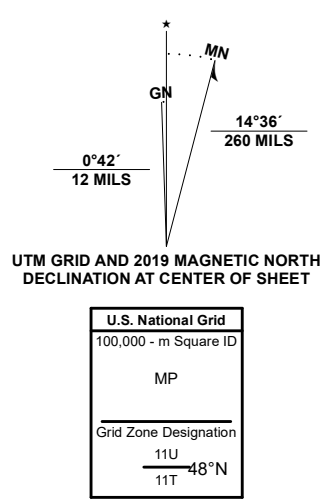 ★
MN
GN
14°36´
260 MILS
0°42´
12 MILS
UTM GRID AND 2019 MAGNETIC NORTH
DECLINATION AT CENTER OF SHEET
U.S. National Grid
100,000 - m Square ID
MP
Grid Zone Designation
11U
48°N
11T